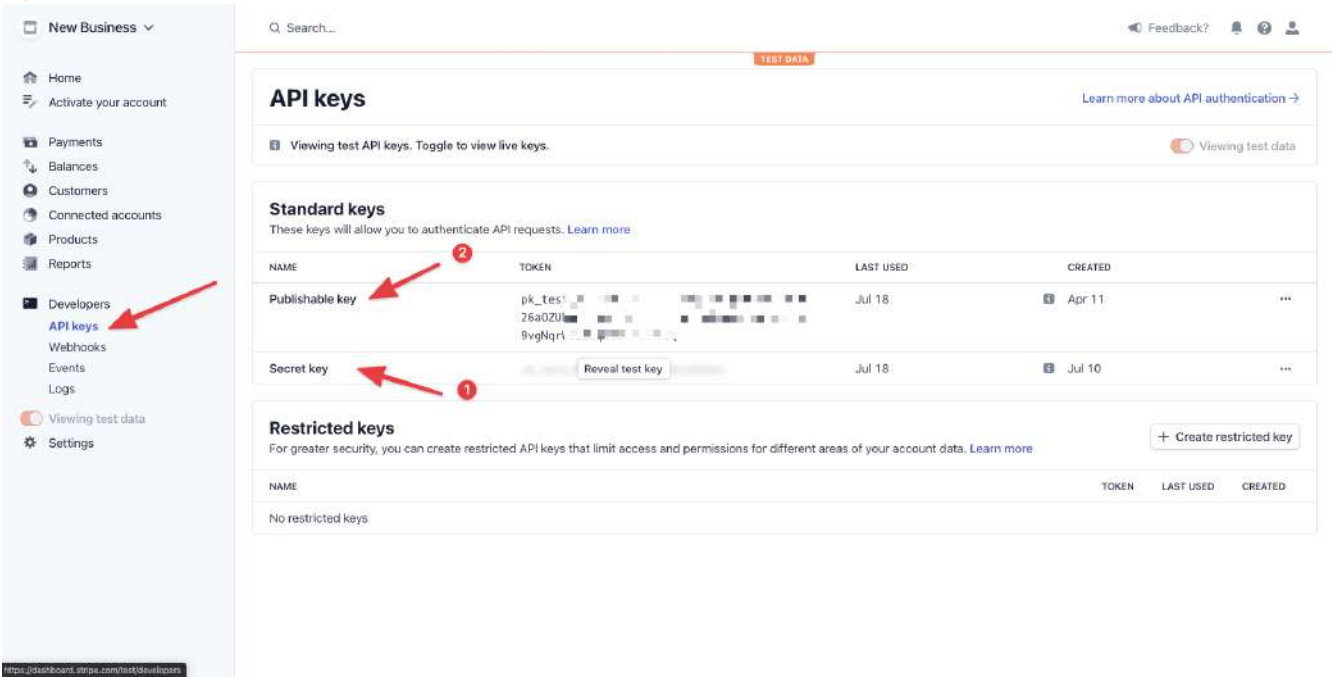 New Business
Search...
Feedback?
TEST DATA
Home
Activate your account
Payments
Balances
Customers
Connected accounts
Products
Reports
Developers
API keys
Webhooks
Events
Logs
Viewing test data
Settings
API keys
Learn more about API authentication →
Viewing test API keys. Toggle to view live keys.
Viewing test data
Standard keys
These keys will allow you to authenticate API requests. Learn more
2
NAME TOKEN LAST USED CREATED
Publishable key pk_test Jul 18 Apr 11
Secret key Reveal test key Jul 18 Jul 10
1
Restricted keys
For greater security, you can create restricted API keys that limit access and permissions for different areas of your account data. Learn more
+ Create restricted key
NAME TOKEN LAST USED CREATED
No restricted keys
https://dashboard.stripe.com/test/developers